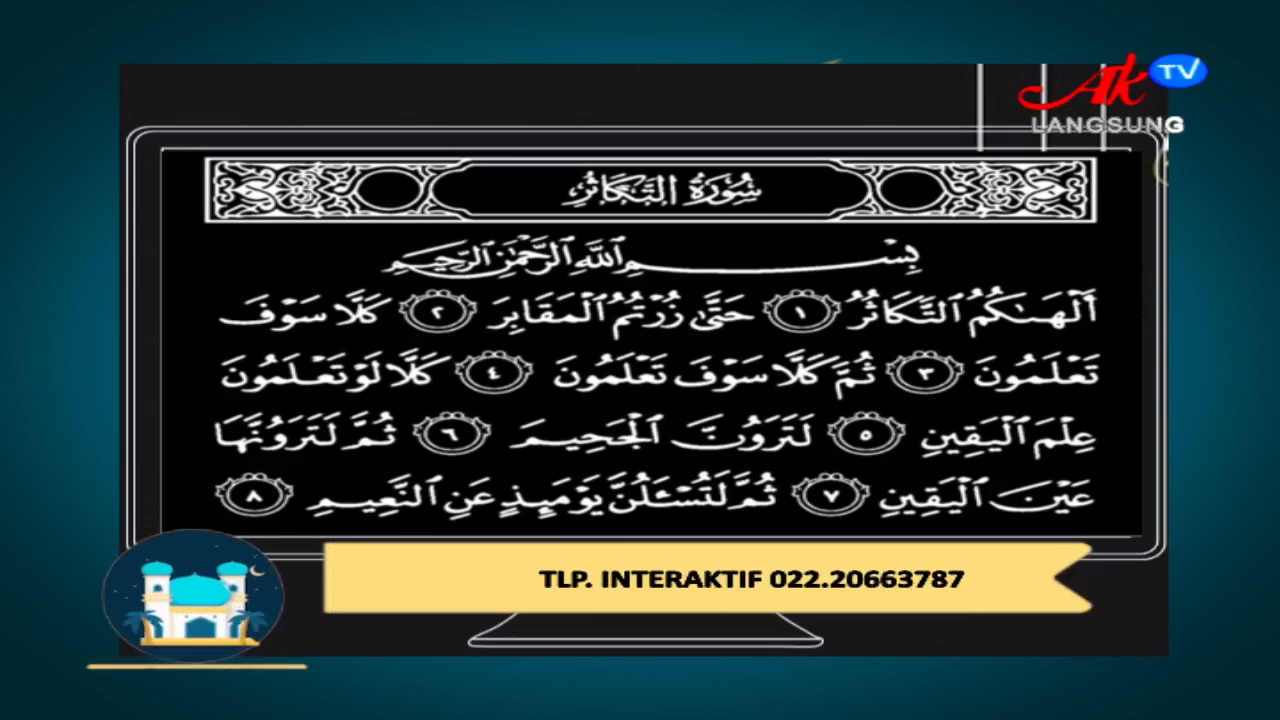 Ak TV
LANGSUNG
سُورَةُ التَّكَاثُرِ
بِسْمِ اللَّهِ الرَّحْمَٰنِ الرَّحِيمِ
أَلْهَىٰكُمُ ٱلتَّكَاثُرُ ١ حَتَّىٰ زُرْتُمُ ٱلْمَقَابِرَ ٢ كَلَّا سَوْفَ
تَعْلَمُونَ ٣ ثُمَّ كَلَّا سَوْفَ تَعْلَمُونَ ٤ كَلَّا لَوْ تَعْلَمُونَ
عِلْمَ ٱلْيَقِينِ ٥ لَتَرَوُنَّ ٱلْجَحِيمَ ٦ ثُمَّ لَتَرَوُنَّهَا
عَيْنَ ٱلْيَقِينِ ٧ ثُمَّ لَتُسْـَٔلُنَّ يَوْمَئِذٍ عَنِ ٱلنَّعِيمِ ٨
TLP. INTERAKTIF 022.20663787